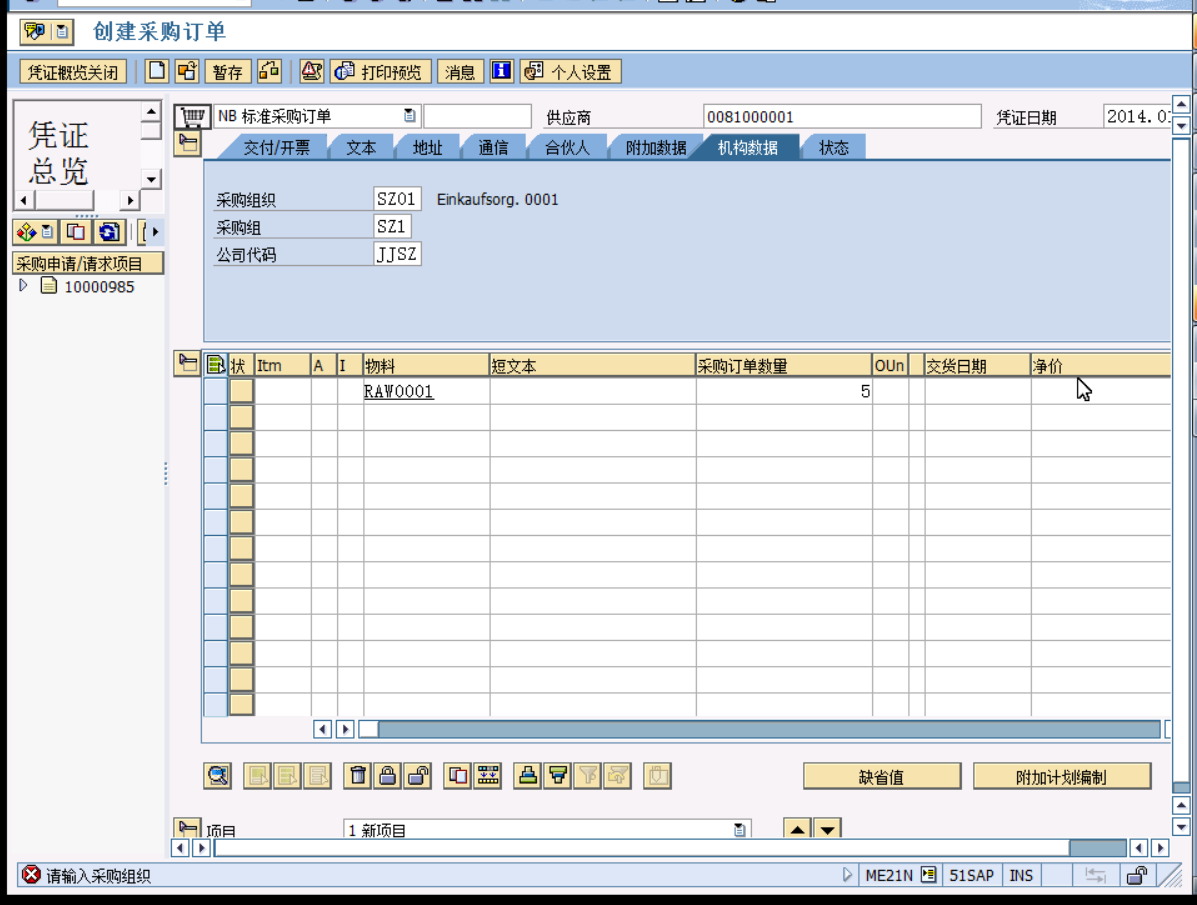 创建采购订单
凭证概览关闭 暂存 打印预览 消息 个人设置
凭证
总览
NB 标准采购订单 供应商 0081000001 凭证日期
交付/开票 文本 地址 通信 合伙人 附加数据 机构数据 状态
采购组织 SZ01 Einkaufsorg. 0001
采购组 SZ1
公司代码 JJSZ
采购申请/请求项目
10000985
状 Itm A I 物料 短文本 采购订单数量 OUn 交货日期 净价
RAW0001 5
缺省值 附加计划编制
项目 1 新项目
请输入采购组织 ME21N 51SAP INS